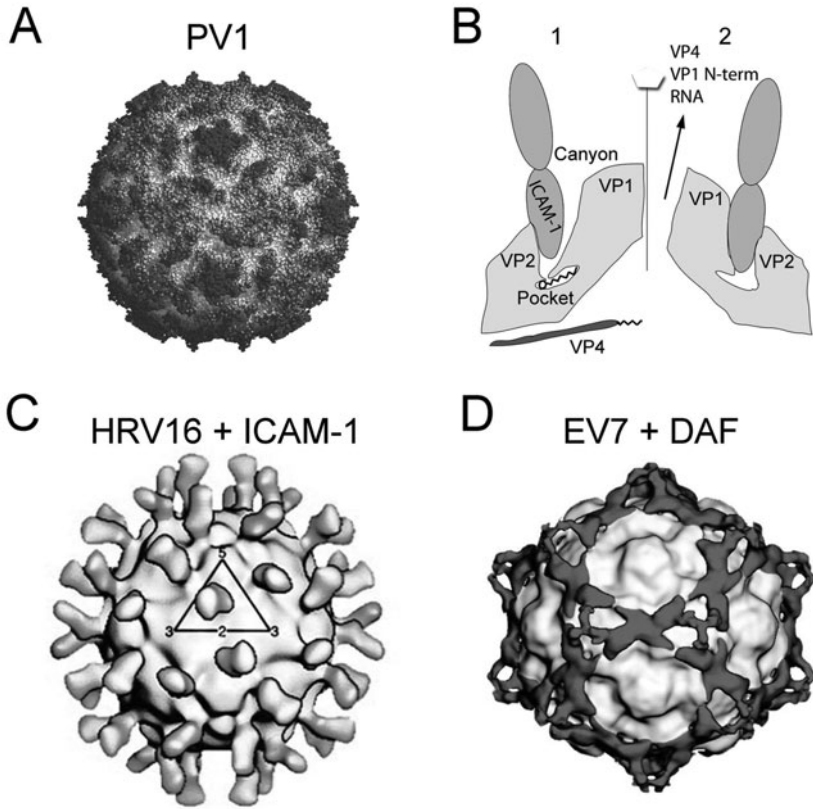 A
PV1
B
1
2
VP4
VP1 N-term
RNA
Canyon
ICAM-1
VP1
VP1
VP2
VP2
Pocket
VP4
C
HRV16 + ICAM-1
5
3
2
3
D
EV7 + DAF